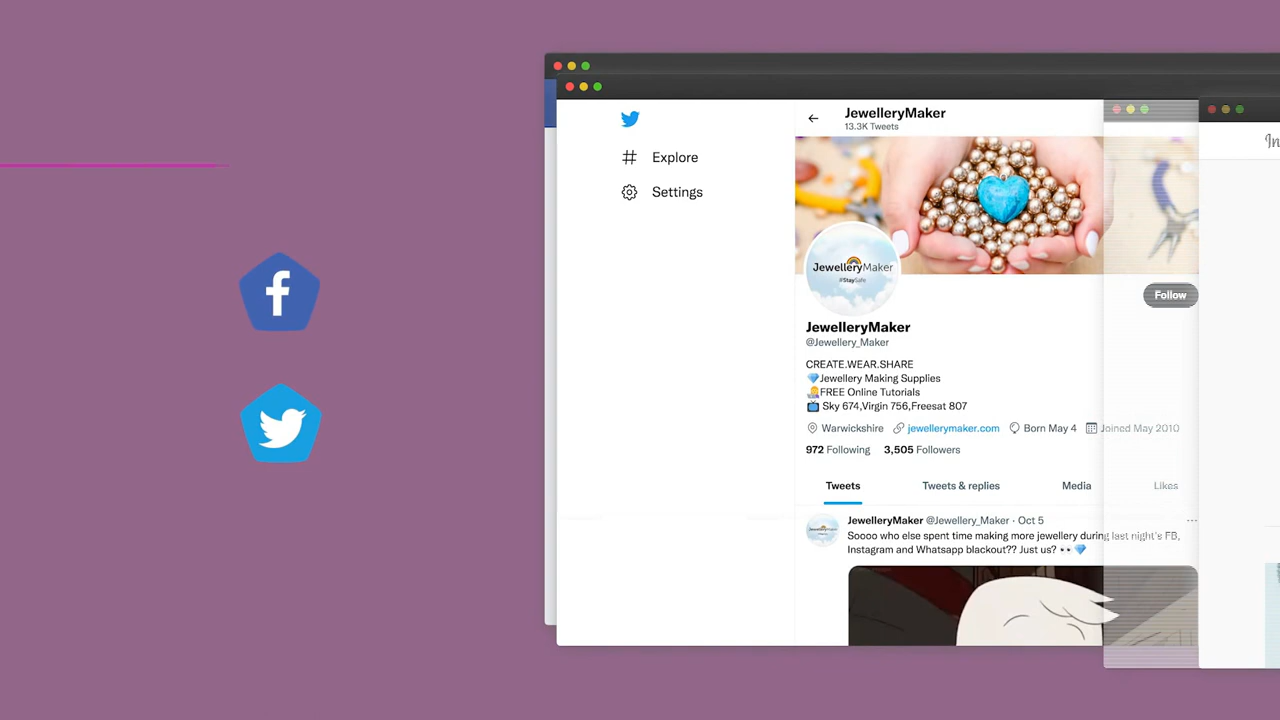 JewelleryMaker
13.3K Tweets
Explore
Settings
JewelleryMaker
#StaySafe
Follow
JewelleryMaker
@Jewellery_Maker
CREATE.WEAR.SHARE
💎Jewellery Making Supplies
👩‍🎨FREE Online Tutorials
📺 Sky 674,Virgin 756,Freesat 807
Warwickshire jewellerymaker.com Born May 4 Joined May 2010
972 Following 3,505 Followers
Tweets Tweets & replies Media Likes
JewelleryMaker @Jewellery_Maker · Oct 5
Soooo who else spent time making more jewellery during last night's FB,
Instagram and Whatsapp blackout?? Just us? 👀 💎